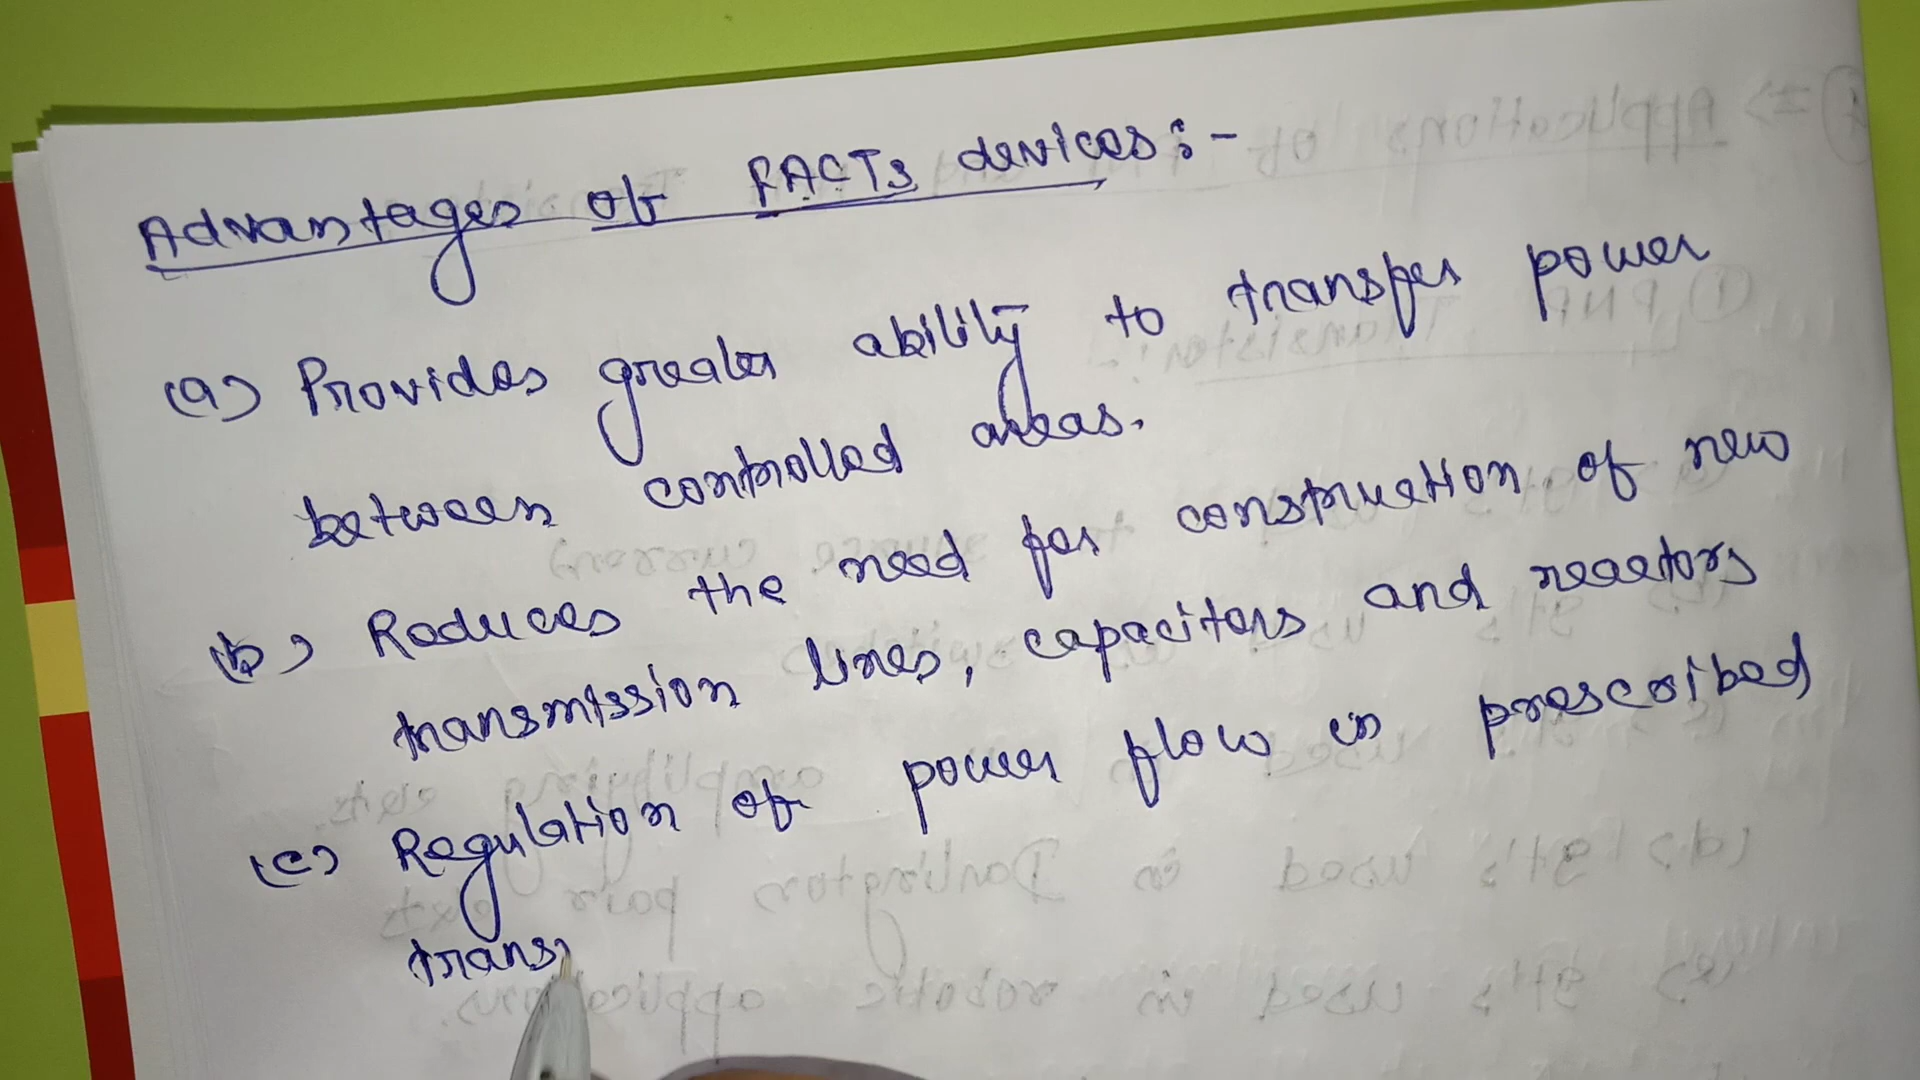 Advantages of FACTs devices:-
(a) Provides greater ability to transfer power
between controlled areas.
(b) Reduces the need for construction of new
transmission lines, capacitors and reactors
(c) Regulation of power flow in prescribed
trans